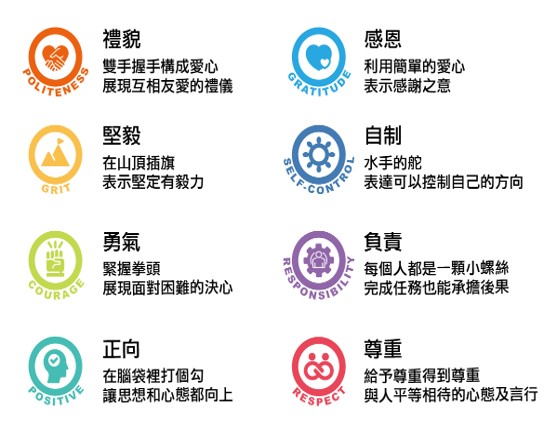 禮貌
雙手握手構成愛心
展現互相友愛的禮儀
POLITENESS
感恩
利用簡單的愛心
表示感謝之意
GRATITUDE
堅毅
在山頂插旗
表示堅定有毅力
GRIT
自制
水手的舵
表達可以控制自己的方向
SELF-CONTROL
勇氣
緊握拳頭
展現面對困難的決心
COURAGE
負責
每個人都是一顆小螺絲
完成任務也能承擔後果
RESPONSIBILITY
正向
在腦袋裡打個勾
讓思想和心態都向上
POSITIVE
尊重
給予尊重得到尊重
與人平等相待的心態及言行
RESPECT